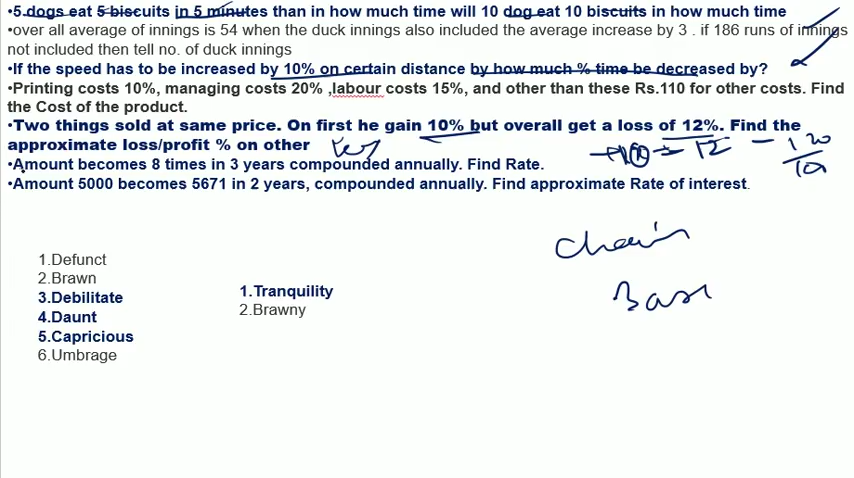 •5 dogs eat 5 biscuits in 5 minutes than in how much time will 10 dog eat 10 biscuits in how much time
•over all average of innings is 54 when the duck innings also included the average increase by 3 . if 186 runs of innings
not included then tell no. of duck innings
•If the speed has to be increased by 10% on certain distance by how much % time be decreased by?
•Printing costs 10%, managing costs 20% ,labour costs 15%, and other than these Rs.110 for other costs. Find
the Cost of the product.
•Two things sold at same price. On first he gain 10% but overall get a loss of 12%. Find the
approximate loss/profit % on other
•Amount becomes 8 times in 3 years compounded annually. Find Rate.
•Amount 5000 becomes 5671 in 2 years, compounded annually. Find approximate Rate of interest.
chain
1.Defunct
2.Brawn
3.Debilitate
4.Daunt
5.Capricious
6.Umbrage
1.Tranquility
2.Brawny